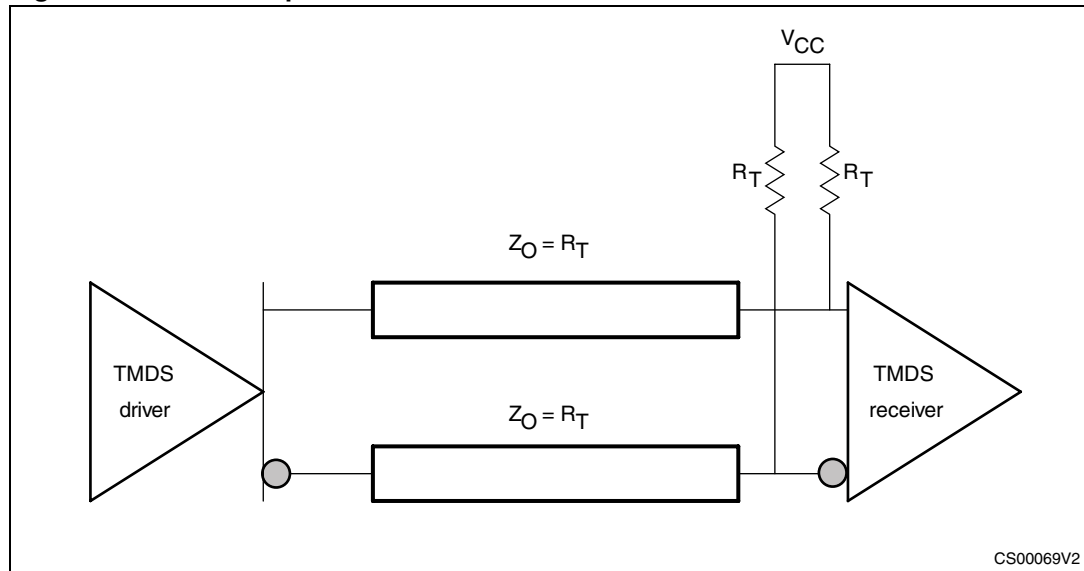 V_CC
R_T R_T
Z_O = R_T
TMDS
driver
TMDS
receiver
Z_O = R_T
CS00069V2